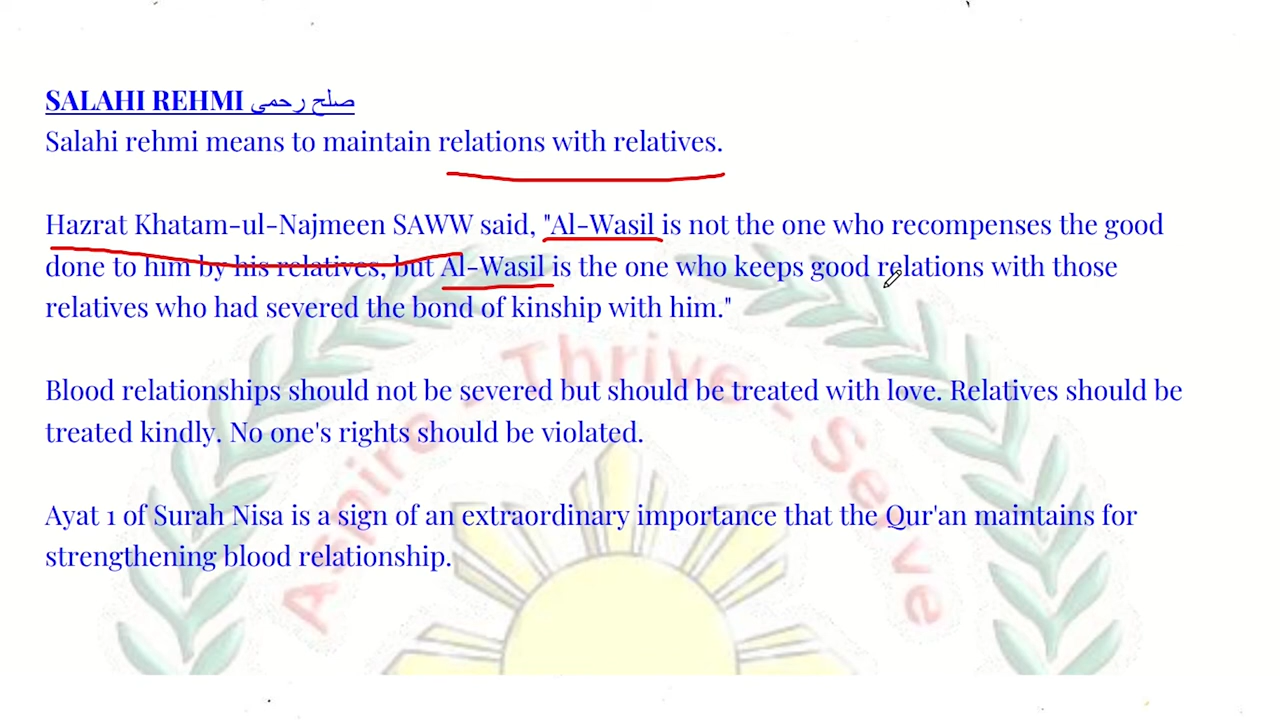 SALAHI REHMI صلح رحمی
Salahi rehmi means to maintain relations with relatives.
Hazrat Khatam-ul-Najmeen SAWW said, "Al-Wasil is not the one who recompenses the good
done to him by his relatives, but Al-Wasil is the one who keeps good relations with those
relatives who had severed the bond of kinship with him."
Blood relationships should not be severed but should be treated with love. Relatives should be
treated kindly. No one's rights should be violated.
Ayat 1 of Surah Nisa is a sign of an extraordinary importance that the Qur'an maintains for
strengthening blood relationship.
Aspire - Thrive - Serve